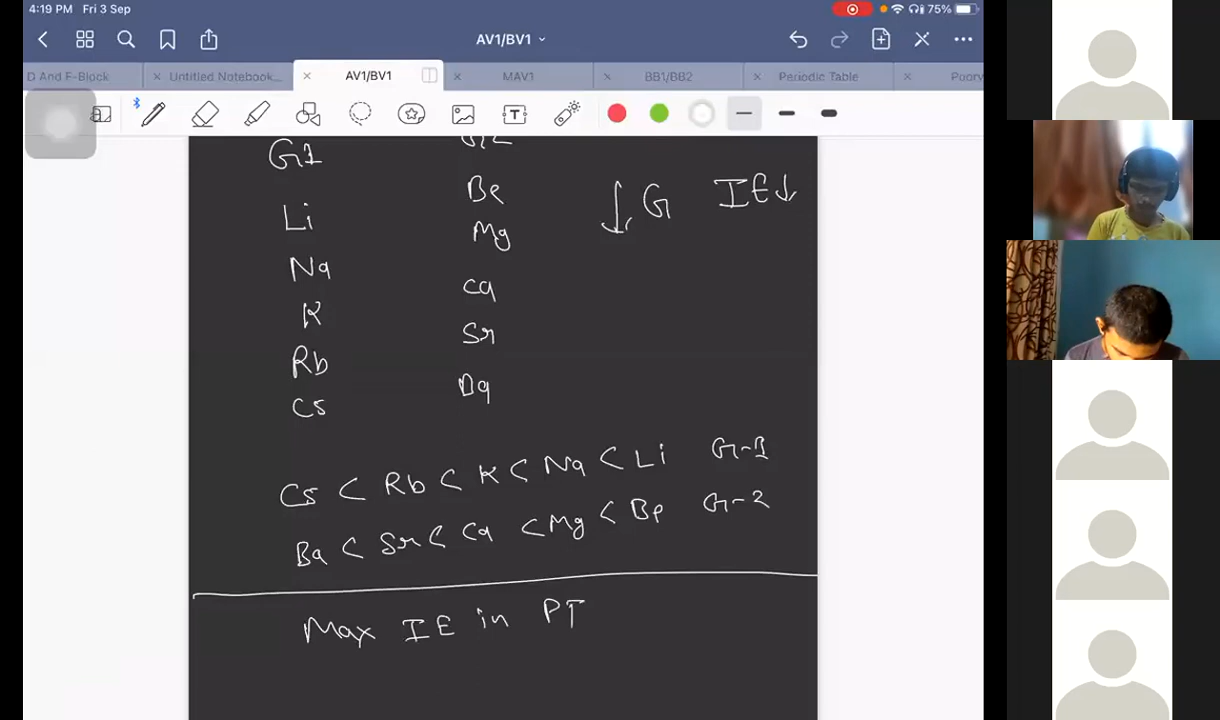 4:19 PM Fri 3 Sep 75%
AV1/BV1
D And F-Block Untitled Notebook... AV1/BV1 MAV1 BB1/BB2 Periodic Table Poorv
G1 G2
Li Be ↓ G IE↓
Na Mg
K Ca
Rb Sr
Cs Ba
Cs < Rb < K < Na < Li G-1
Ba < Sr < Ca < Mg < Be G-2
Max IE in PT